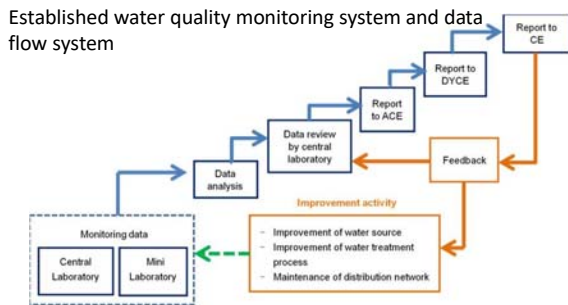 Established water quality monitoring system and data
flow system
Report to
CE
Report to
DYCE
Report
to ACE
Data review
by central
laboratory
Feedback
Data
analysis
Improvement activity
Monitoring data
- Improvement of water source
- Improvement of water treatment
process
- Maintenance of distribution network
Central
Laboratory
Mini
Laboratory